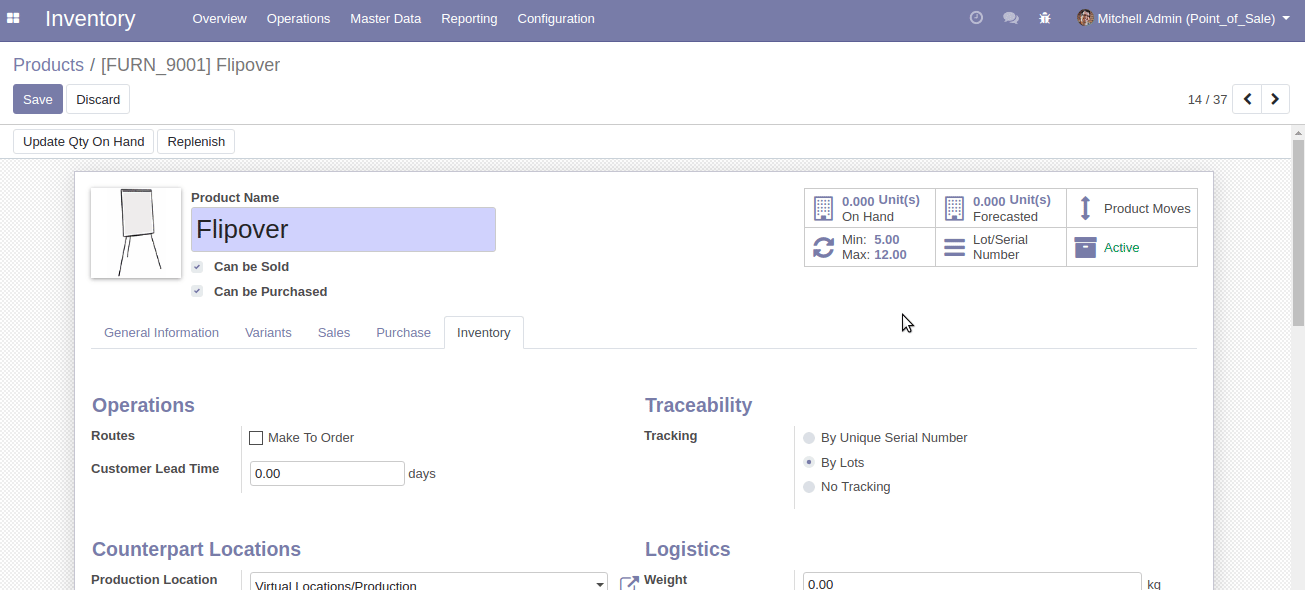 Inventory Overview Operations Master Data Reporting Configuration Mitchell Admin (Point_of_Sale)
Products / [FURN_9001] Flipover
Save Discard 14 / 37
Update Qty On Hand Replenish
Product Name
Flipover
Can be Sold
Can be Purchased
0.000 Unit(s)
On Hand
0.000 Unit(s)
Forecasted
Product Moves
Min: 5.00
Max: 12.00
Lot/Serial
Number
Active
General Information Variants Sales Purchase Inventory
Operations
Routes Make To Order
Customer Lead Time 0.00 days
Traceability
Tracking By Unique Serial Number
By Lots
No Tracking
Counterpart Locations
Production Location Virtual Locations/Production
Logistics
Weight 0.00 kg